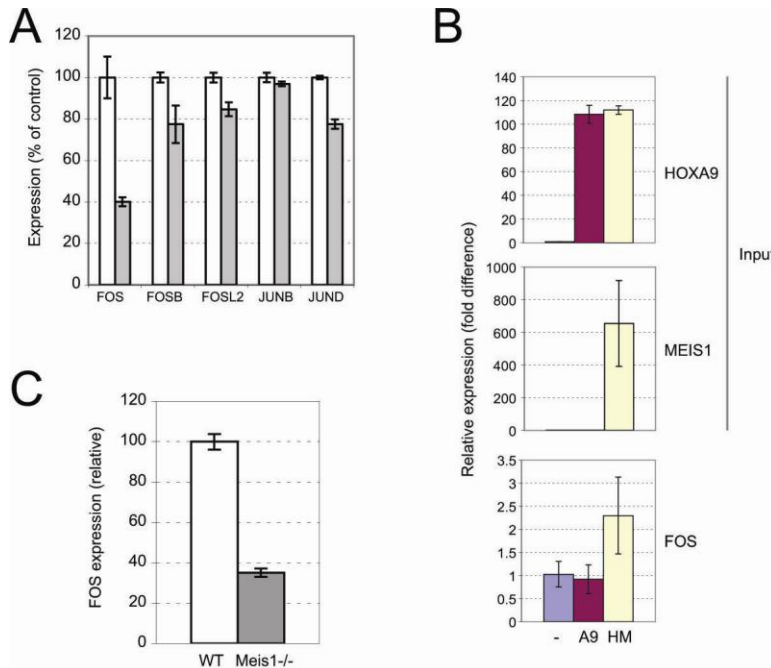 A
Expression (% of control)
120
100
80
60
40
20
0
FOS FOSB FOSL2 JUNB JUND
B
Relative expression (fold difference)
140
120
100
80
60
40
20
0
HOXA9
1000
800
600
400
200
0
MEIS1
Input
3.5
3
2.5
2
1.5
1
0.5
0
FOS
- A9 HM
C
FOS expression (relative)
120
100
80
60
40
20
0
WT Meis1-/-